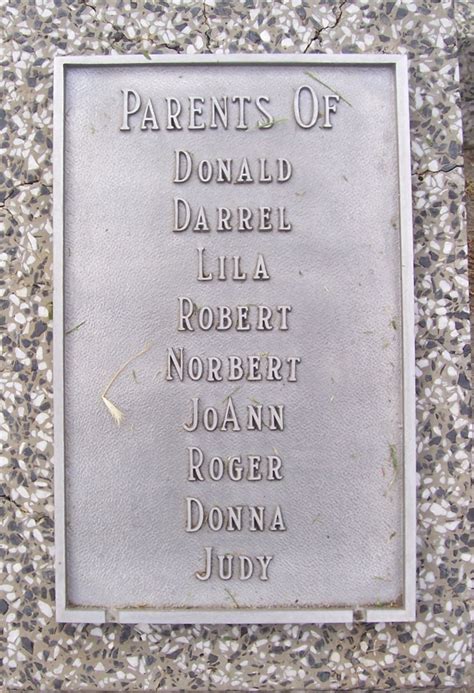 Parents Of
Donald
Darrel
Lila
Robert
Norbert
JoAnn
Roger
Donna
Judy